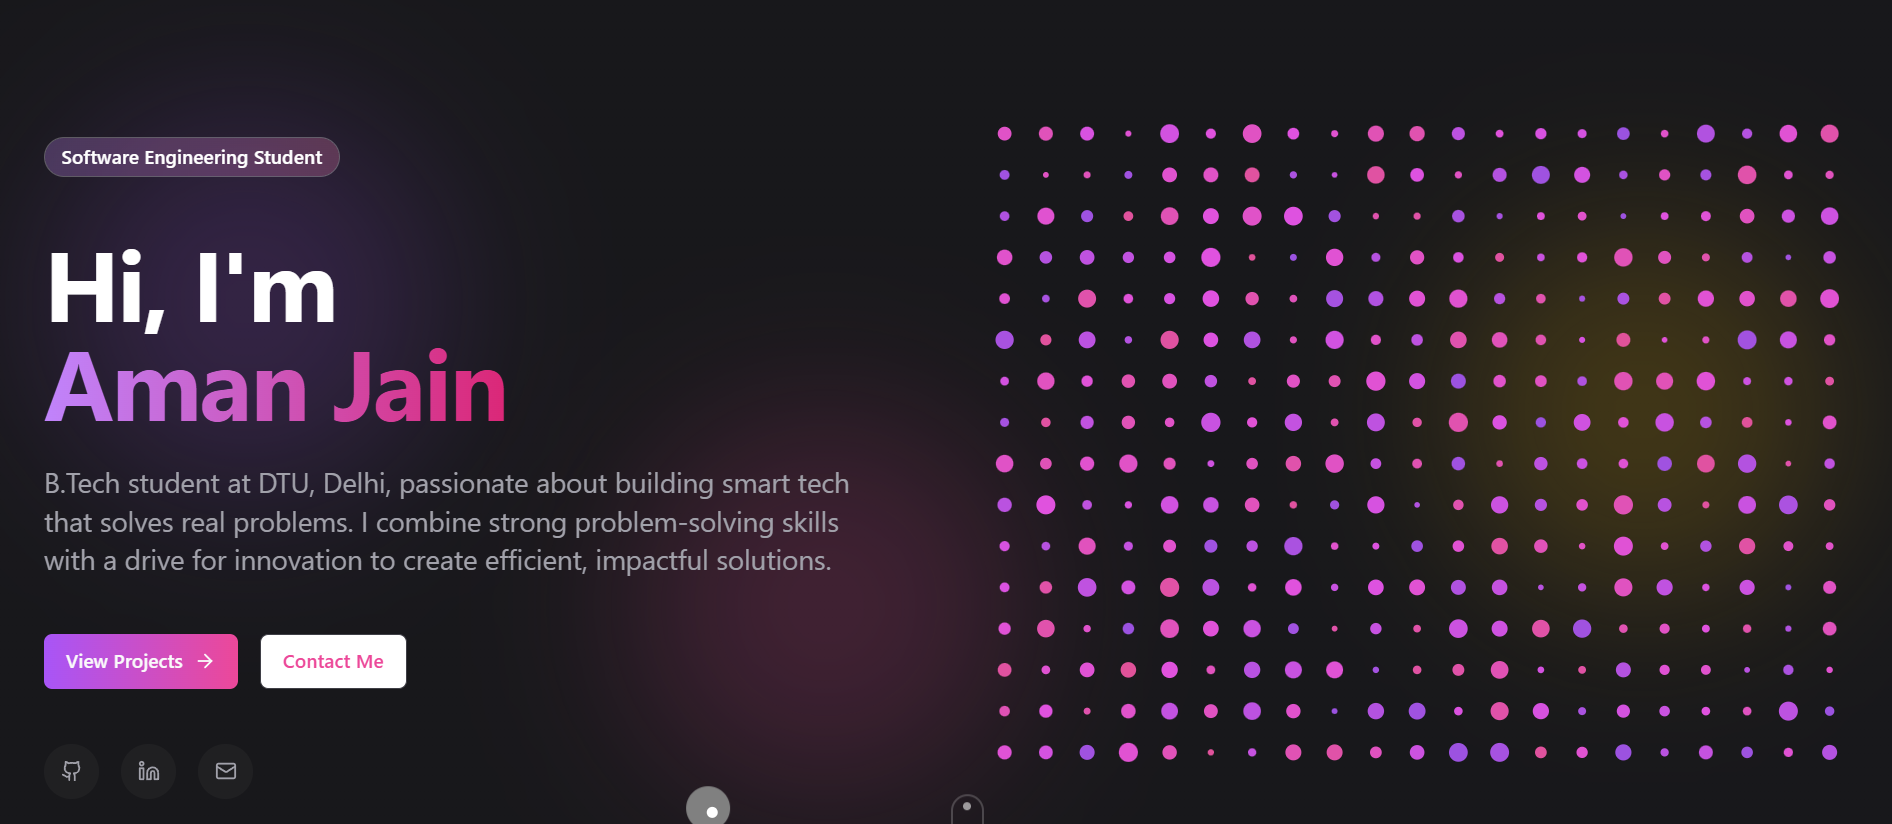 Software Engineering Student
Hi, I'm
Aman Jain
B.Tech student at DTU, Delhi, passionate about building smart tech
that solves real problems. I combine strong problem-solving skills
with a drive for innovation to create efficient, impactful solutions.
View Projects
Contact Me